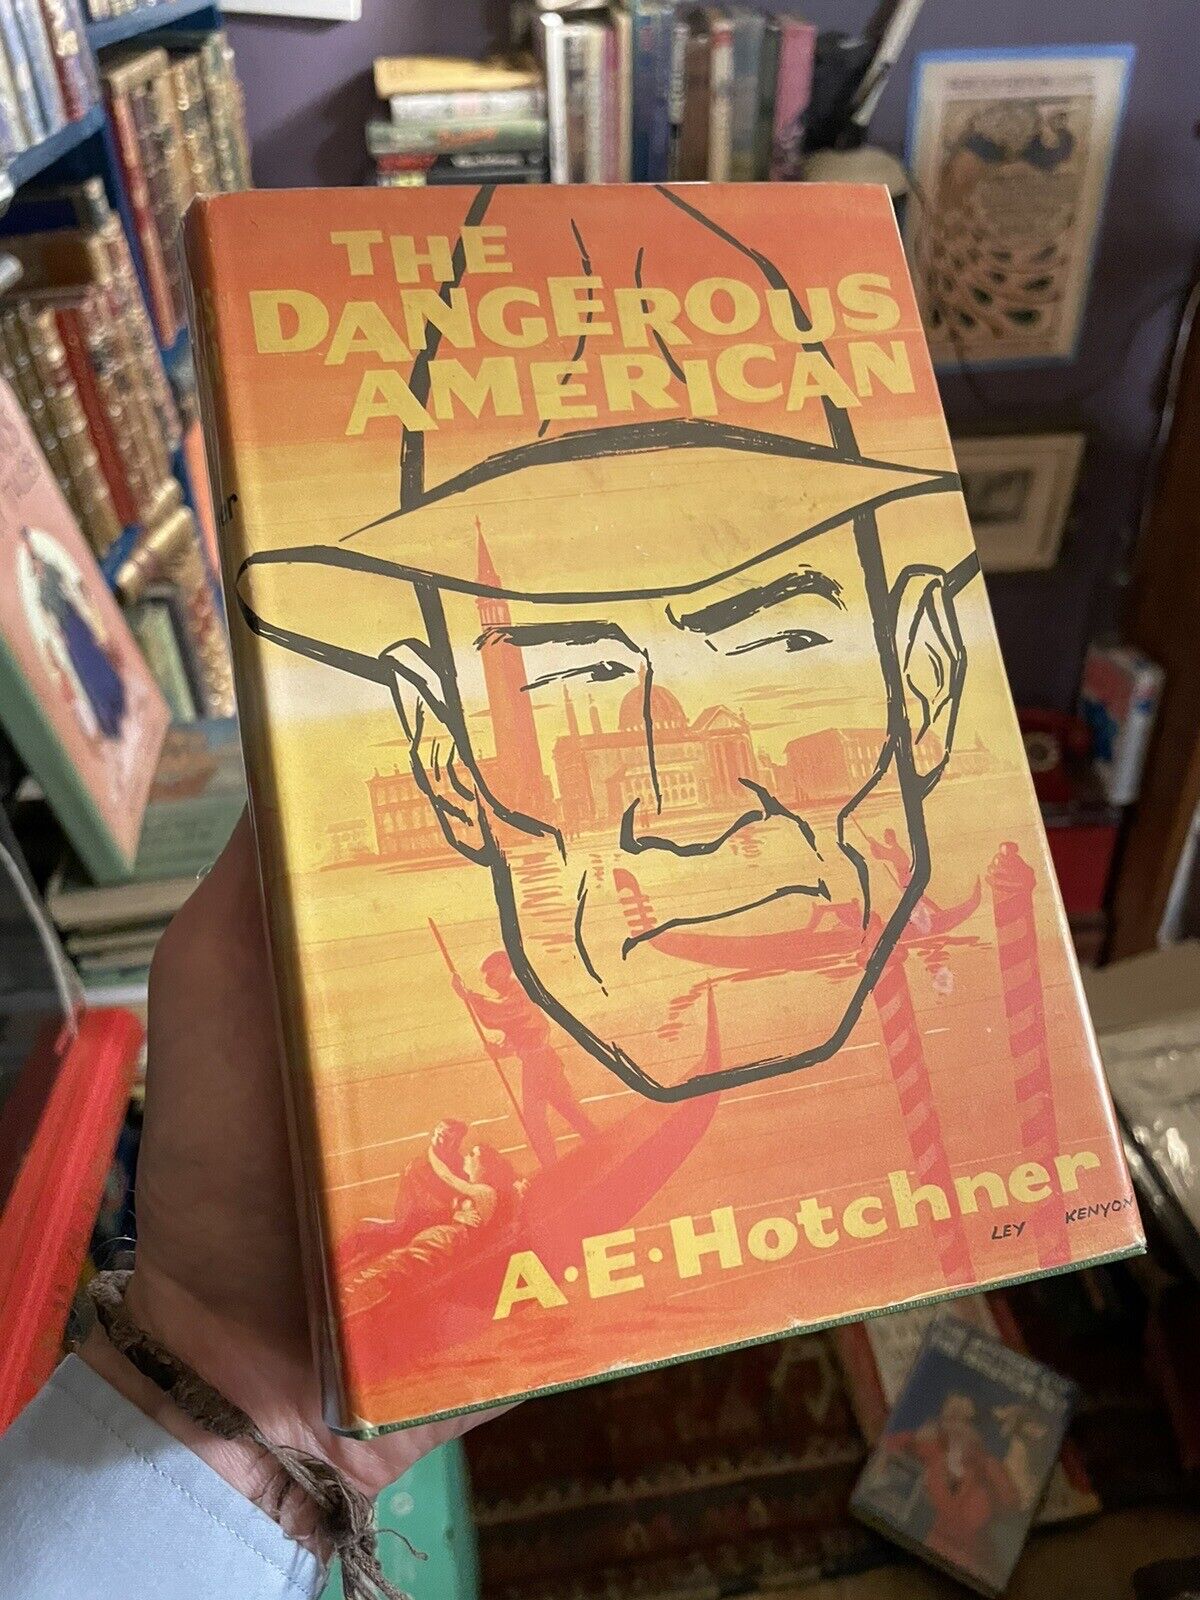 THE
DANGEROUS
AMERICAN
A·E·Hotchner
LEY KENYON